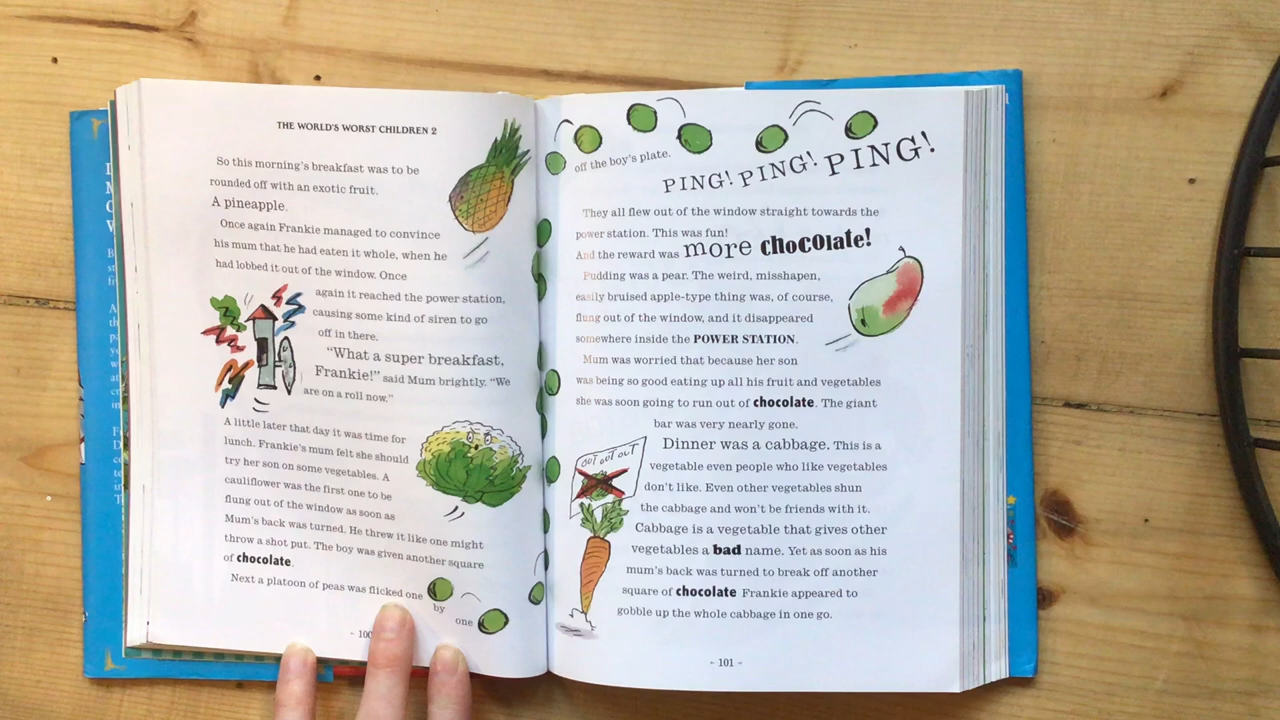 THE WORLD'S WORST CHILDREN 2
So this morning's breakfast was to be
rounded off with an exotic fruit.
A pineapple.
Once again Frankie managed to convince
his mum that he had eaten it whole, when he
had lobbed it out of the window. Once
again it reached the power station,
causing some kind of siren to go
off in there.
"What a super breakfast,
Frankie!" said Mum brightly. "We
are on a roll now."
A little later that day it was time for
lunch. Frankie's mum felt she should
try her son on some vegetables. A
cauliflower was the first one to be
flung out of the window as soon as
Mum's back was turned. He threw it like one might
throw a shot put. The boy was given another square
of chocolate.
Next a platoon of peas was flicked one
by
one
- 100
off the boy's plate.
PING! PING! PING!
They all flew out of the window straight towards the
power station. This was fun!
And the reward was more chocolate!
Pudding was a pear. The weird, misshapen,
easily bruised apple-type thing was, of course,
flung out of the window, and it disappeared
somewhere inside the POWER STATION.
Mum was worried that because her son
was being so good eating up all his fruit and vegetables
she was soon going to run out of chocolate. The giant
bar was very nearly gone.
OUT OUT OUT
Dinner was a cabbage. This is a
vegetable even people who like vegetables
don't like. Even other vegetables shun
the cabbage and won't be friends with it.
Cabbage is a vegetable that gives other
vegetables a bad name. Yet as soon as his
mum's back was turned to break off another
square of chocolate Frankie appeared to
gobble up the whole cabbage in one go.
- 101 -